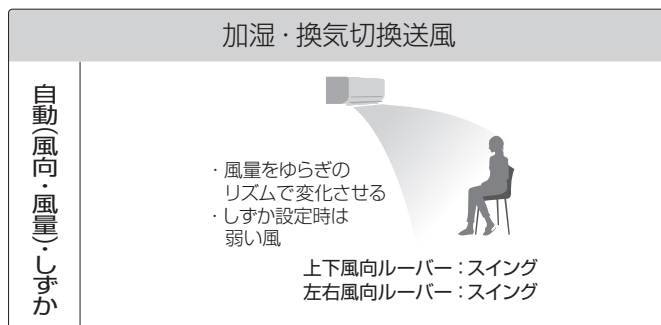 加湿・換気切換送風
自動(風向・風量)・しずか
・風量をゆらぎの
リズムで変化させる
・しずか設定時は
弱い風
上下風向ルーバー：スイング
左右風向ルーバー：スイング